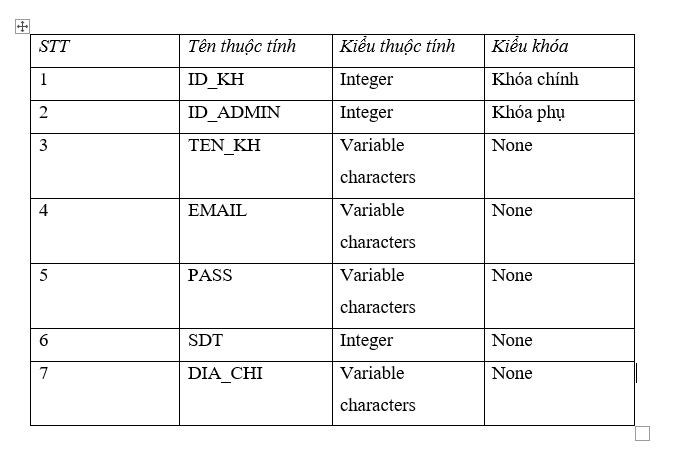 STT Tên thuộc tính Kiểu thuộc tính Kiểu khóa
1 ID_KH Integer Khóa chính
2 ID_ADMIN Integer Khóa phụ
3 TEN_KH Variable None
characters
4 EMAIL Variable None
characters
5 PASS Variable None
characters
6 SDT Integer None
7 DIA_CHI Variable None
characters